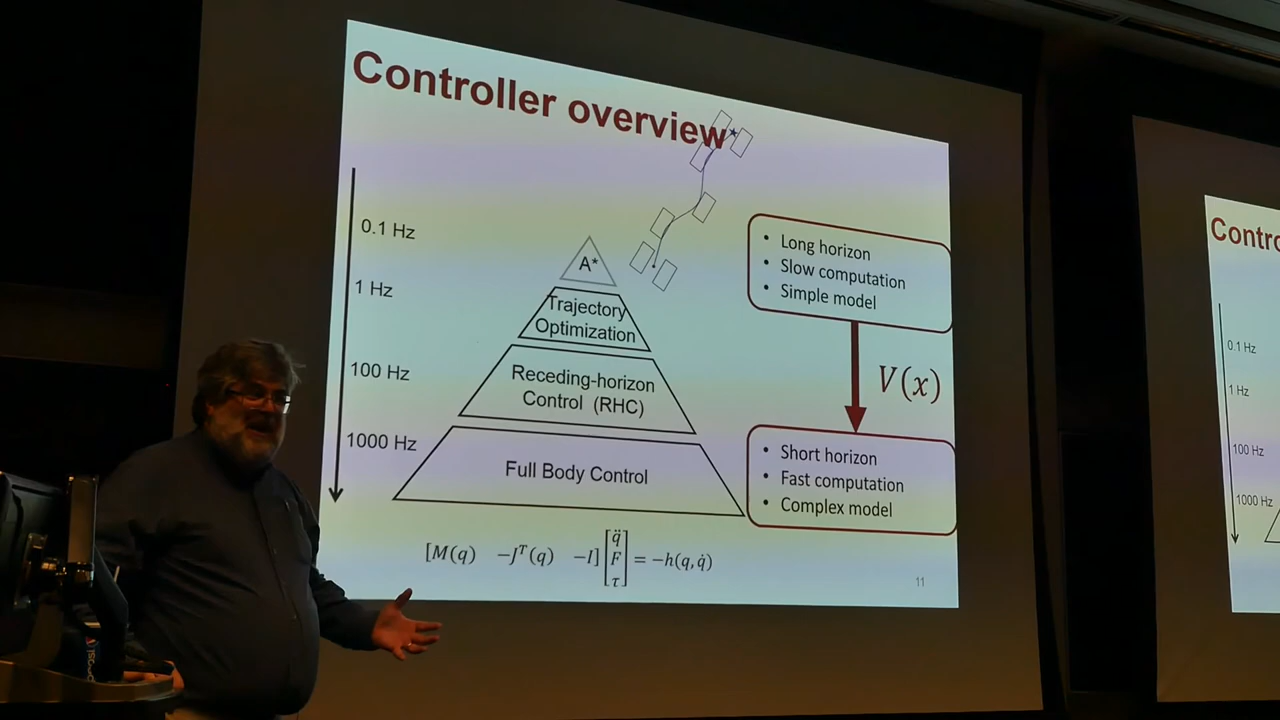 Controller overview
0.1 Hz
1 Hz
100 Hz
1000 Hz
A*
Trajectory
Optimization
Receding-horizon
Control (RHC)
Full Body Control
• Long horizon
• Slow computation
• Simple model
V(x)
• Short horizon
• Fast computation
• Complex model
[M(q) −Jᵀ(q) −I] [q̈ F τ] = −h(q, q̇)
11
Contro
0.1 Hz
1 Hz
100 Hz
1000 Hz
pepsi